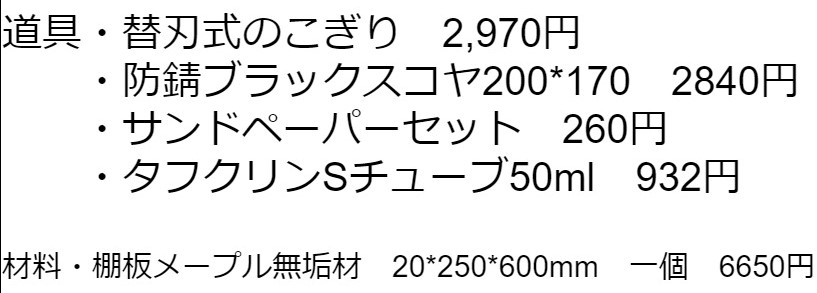 道具・替刃式のこぎり　2,970円
・防錆ブラックスコヤ200*170　2840円
・サンドペーパーセット　260円
・タフクリンSチューブ50ml　932円
材料・棚板メープル無垢材　20*250*600mm　一個　6650円